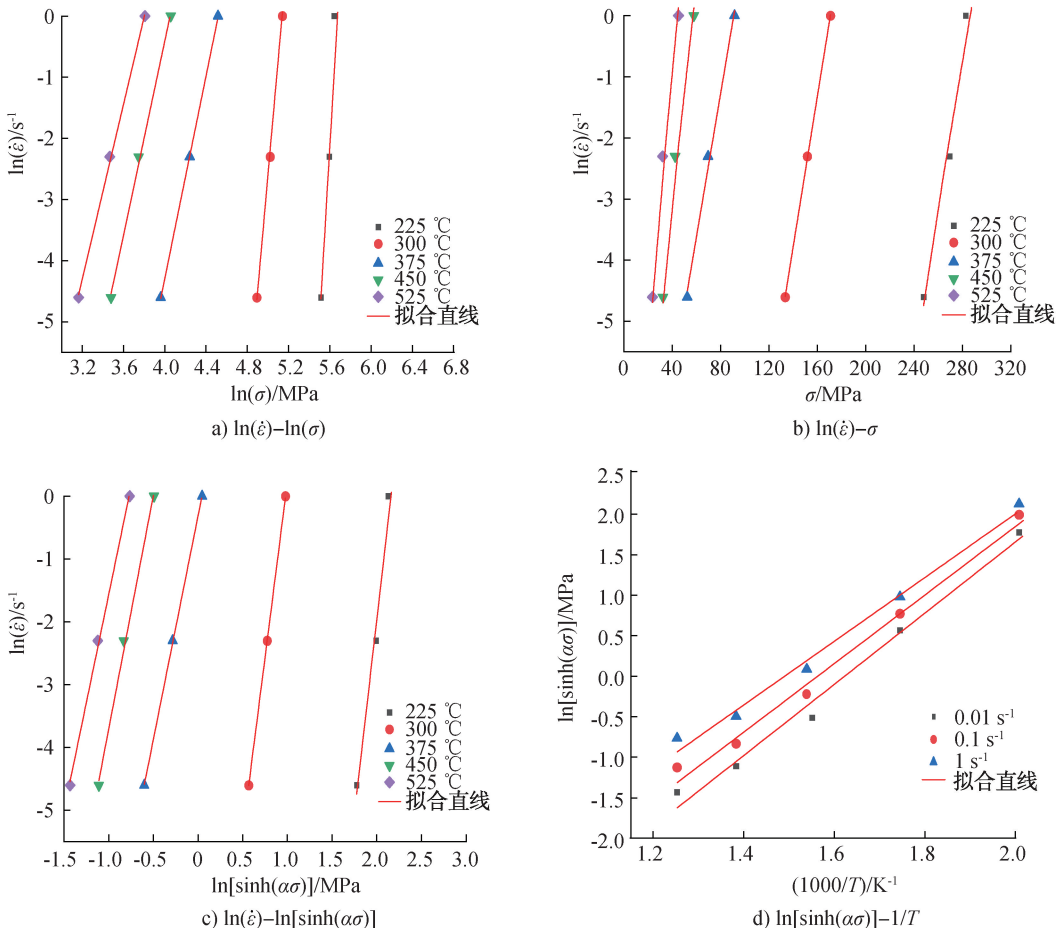 0
-1
-2
-3
-4
-5
ln(ε̇)/s⁻¹
225 ℃
300 ℃
375 ℃
450 ℃
525 ℃
拟合直线
3.2 3.6 4.0 4.4 4.8 5.2 5.6 6.0 6.4 6.8
ln(σ)/MPa
a) ln(ε̇)–ln(σ)
0
-1
-2
-3
-4
-5
ln(ε̇)/s⁻¹
225 ℃
300 ℃
375 ℃
450 ℃
525 ℃
拟合直线
0 40 80 120 160 200 240 280 320
σ/MPa
b) ln(ε̇)–σ
0
-1
-2
-3
-4
-5
ln(ε̇)/s⁻¹
225 ℃
300 ℃
375 ℃
450 ℃
525 ℃
拟合直线
-1.5 -1.0 -0.5 0 0.5 1.0 1.5 2.0 2.5 3.0
ln[sinh(ασ)]/MPa
c) ln(ε̇)–ln[sinh(ασ)]
2.5
2.0
1.5
1.0
0.5
0.0
-0.5
-1.0
-1.5
-2.0
ln[sinh(ασ)]/MPa
0.01 s⁻¹
0.1 s⁻¹
1 s⁻¹
拟合直线
1.2 1.4 1.6 1.8 2.0
(1000/T)/K⁻¹
d) ln[sinh(ασ)]–1/T